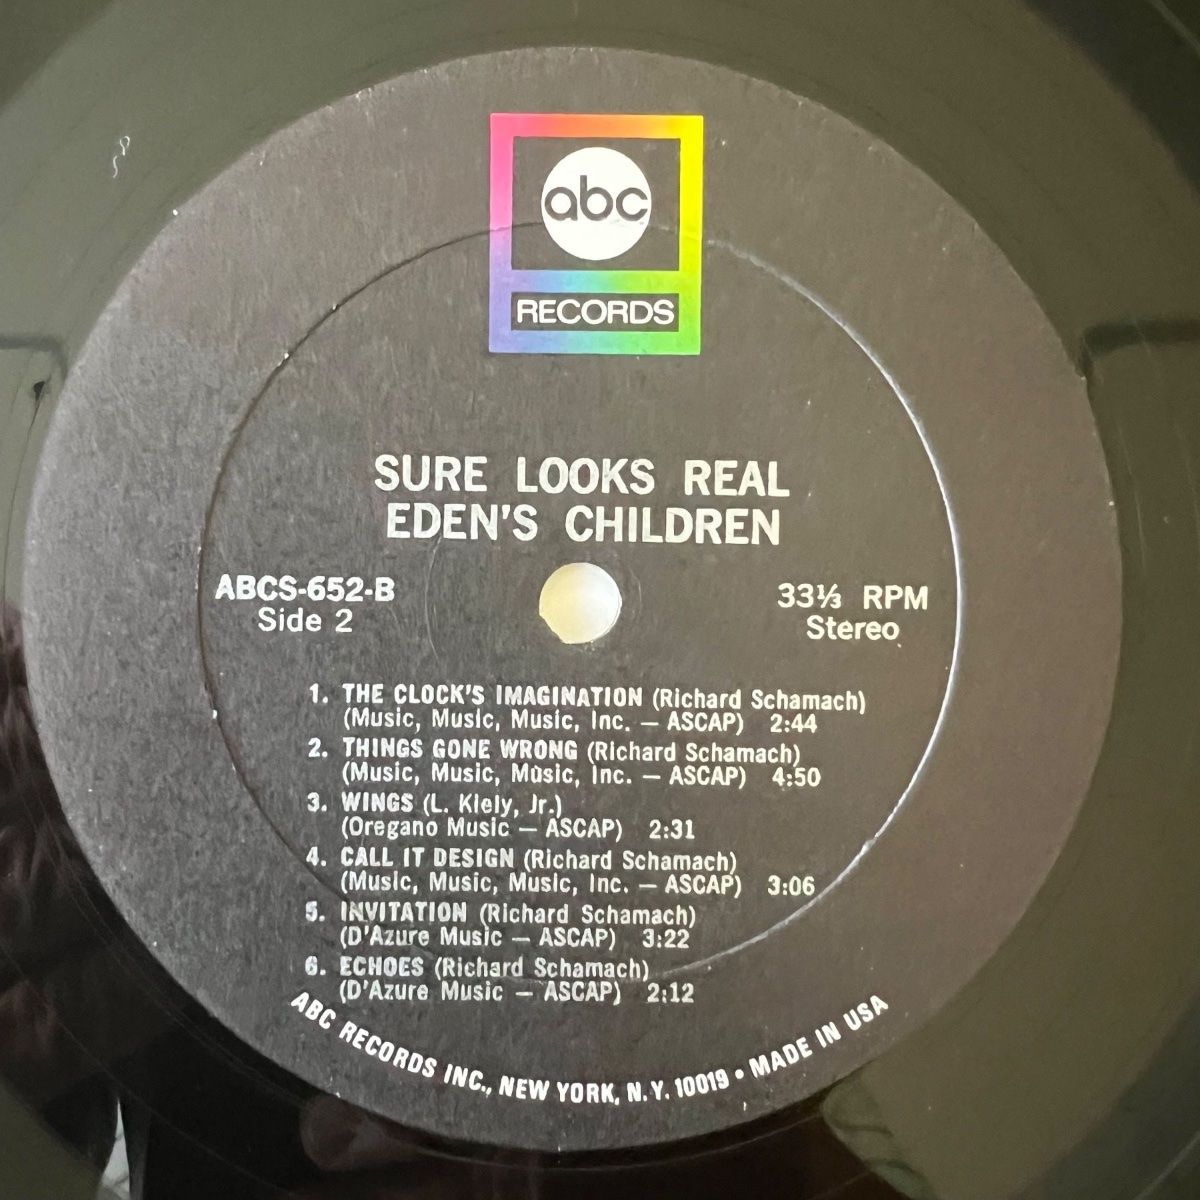 abc
RECORDS
SURE LOOKS REAL
EDEN'S CHILDREN
ABCS-652-B
Side 2
33⅓ RPM
Stereo
1. THE CLOCK'S IMAGINATION (Richard Schamach)
(Music, Music, Music, Inc. — ASCAP) 2:44
2. THINGS GONE WRONG (Richard Schamach)
(Music, Music, Music, Inc. — ASCAP) 4:50
3. WINGS (L. Kiely, Jr.)
(Oregano Music — ASCAP) 2:31
4. CALL IT DESIGN (Richard Schamach)
(Music, Music, Music, Inc. — ASCAP) 3:06
5. INVITATION (Richard Schamach)
(D'Azure Music — ASCAP) 3:22
6. ECHOES (Richard Schamach)
(D'Azure Music — ASCAP) 2:12
ABC RECORDS INC., NEW YORK, N.Y. 10019 • MADE IN USA